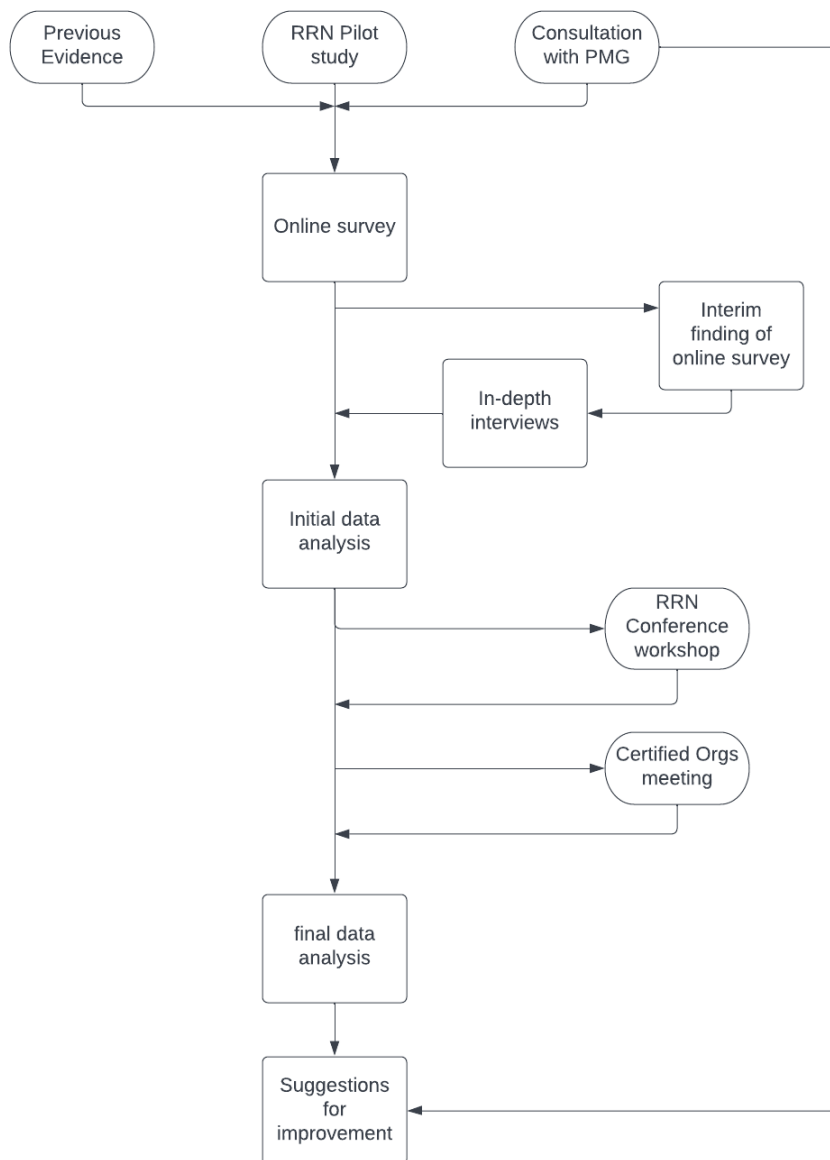 Previous
Evidence
RRN Pilot
study
Consultation
with PMG
Online survey
Interim
finding of
online survey
In-depth
interviews
Initial data
analysis
RRN
Conference
workshop
Certified Orgs
meeting
final data
analysis
Suggestions
for
improvement